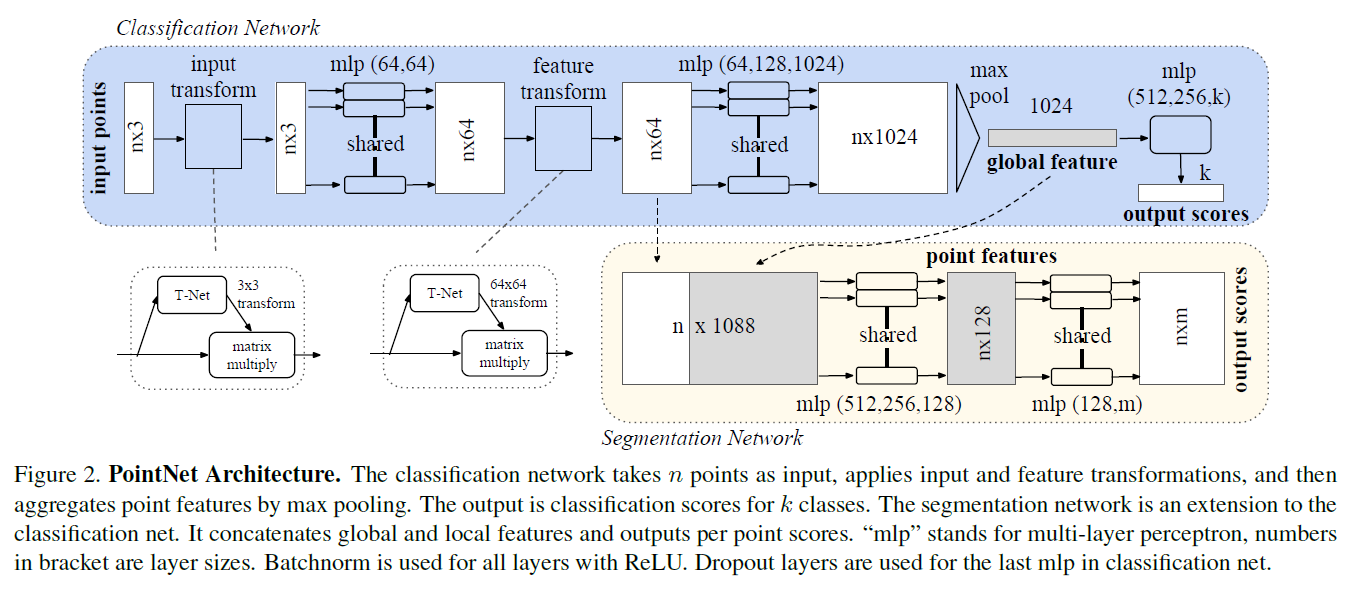 Classification Network
input points
nx3
input
transform
nx3
mlp (64,64)
shared
nx64
feature
transform
nx64
mlp (64,128,1024)
shared
nx1024
max
pool
1024
global feature
mlp
(512,256,k)
k
output scores
T-Net
3x3
transform
matrix
multiply
T-Net
64x64
transform
matrix
multiply
point features
n x 1088
shared
nx128
shared
nxm
output scores
mlp (512,256,128)
mlp (128,m)
Segmentation Network
Figure 2. PointNet Architecture. The classification network takes n points as input, applies input and feature transformations, and then
aggregates point features by max pooling. The output is classification scores for k classes. The segmentation network is an extension to the
classification net. It concatenates global and local features and outputs per point scores. “mlp” stands for multi-layer perceptron, numbers
in bracket are layer sizes. Batchnorm is used for all layers with ReLU. Dropout layers are used for the last mlp in classification net.